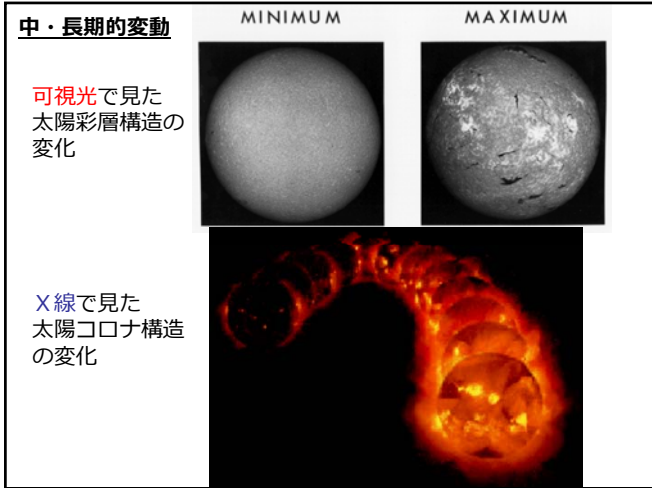 中・長期的変動
MINIMUM
MAXIMUM
可視光で見た
太陽彩層構造の
変化
X線で見た
太陽コロナ構造
の変化